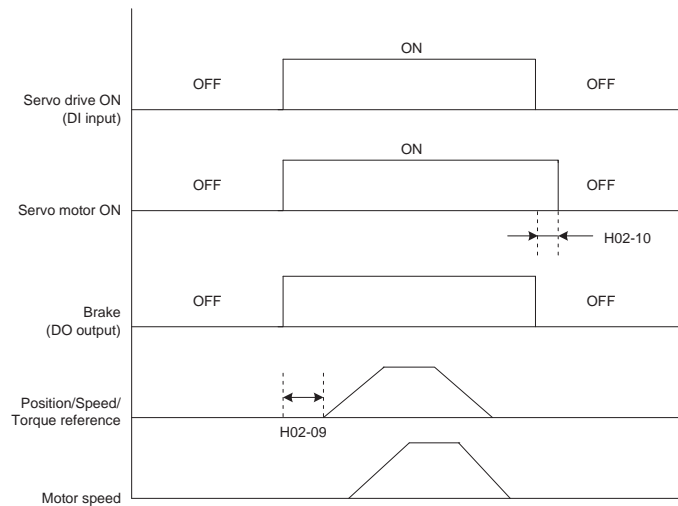 ON
OFF
OFF
Servo drive ON
(DI input)
ON
OFF
OFF
Servo motor ON
H02-10
OFF
OFF
Brake
(DO output)
Position/Speed/
Torque reference
H02-09
Motor speed